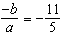 -b/a = -11/5